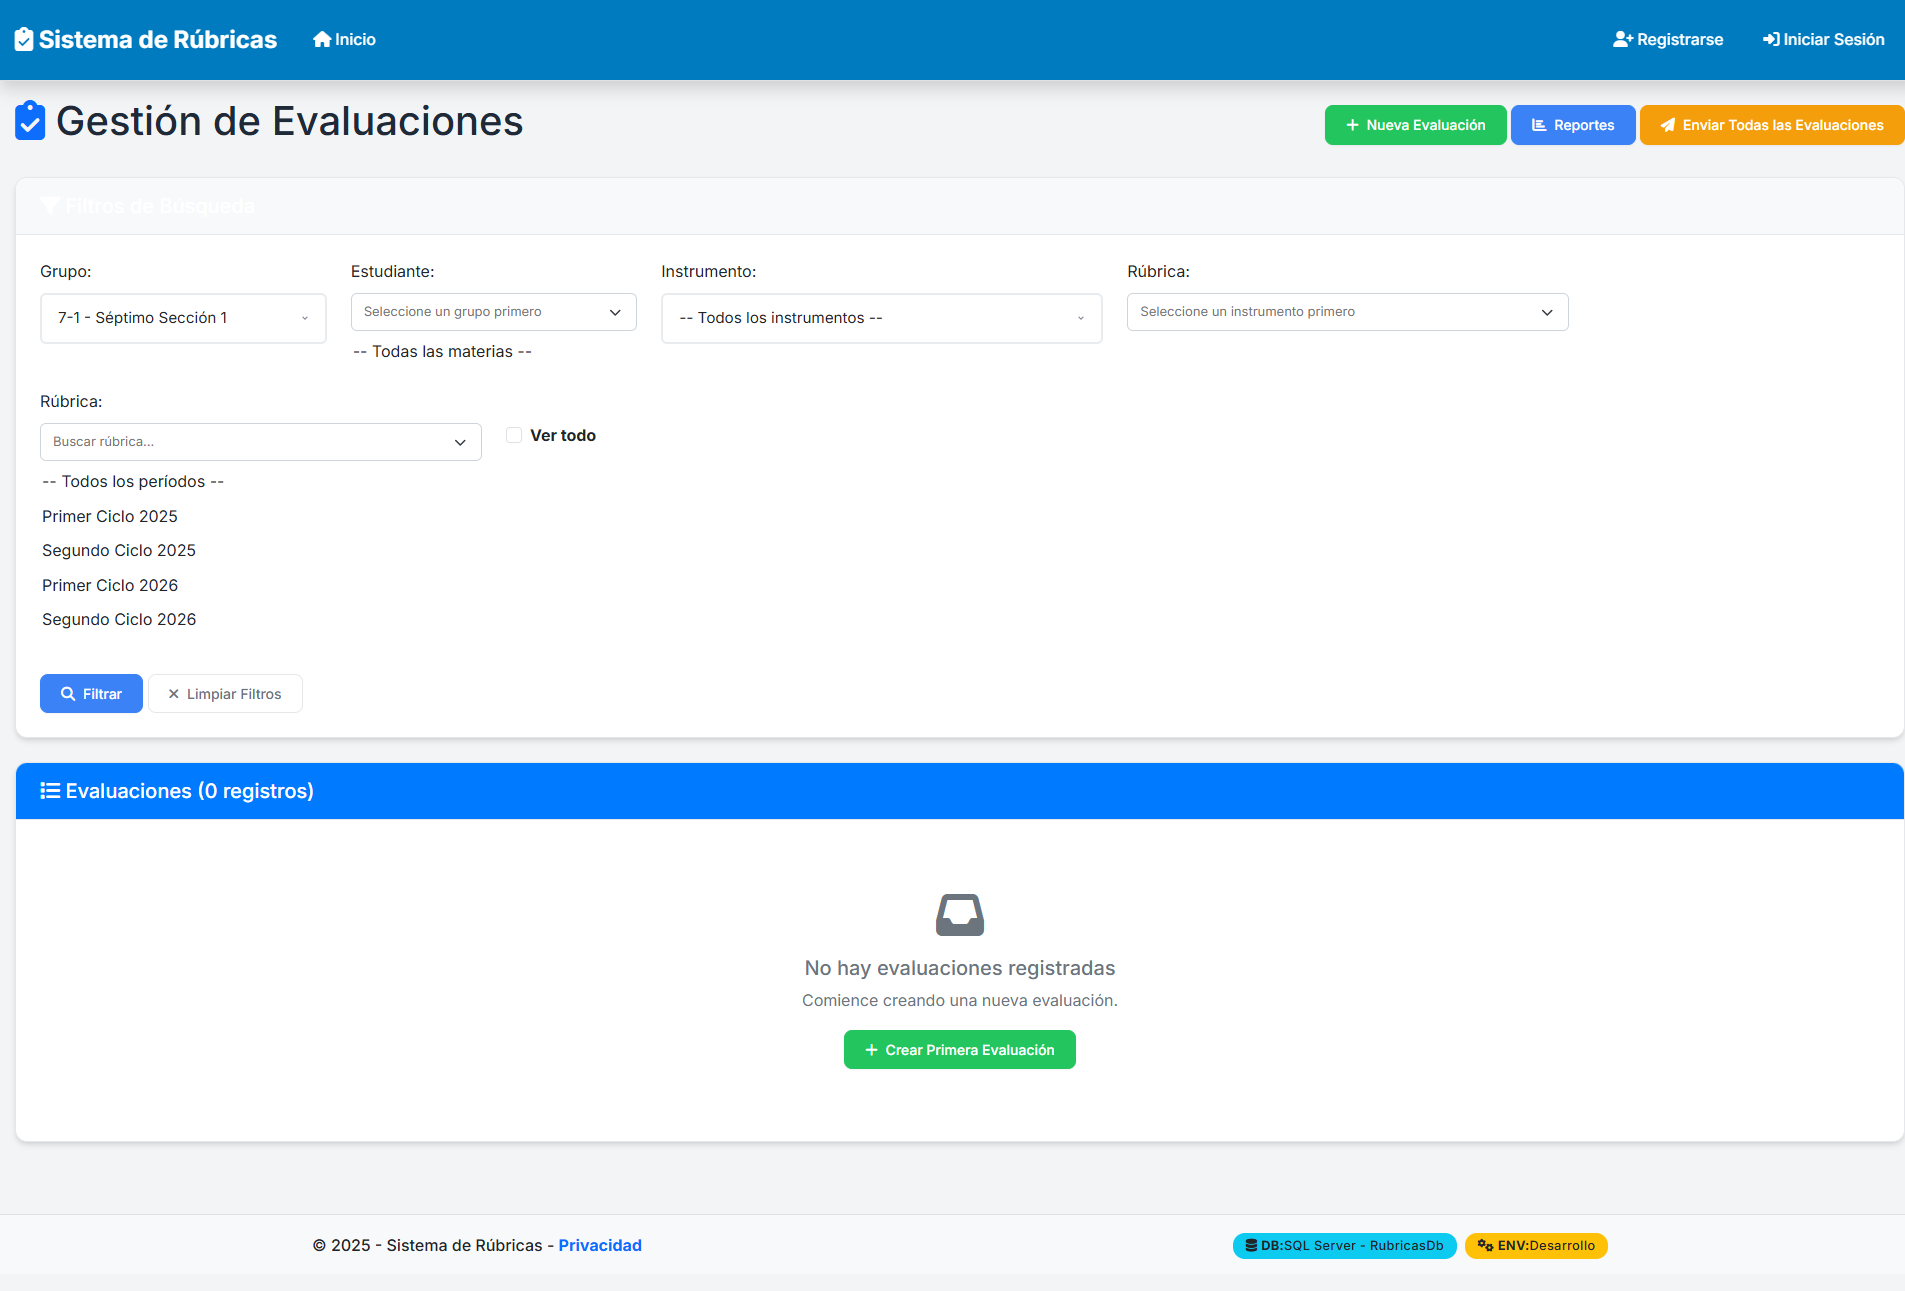 Sistema de Rúbricas
Inicio
Registrarse
Iniciar Sesión
Gestión de Evaluaciones
Nueva Evaluación
Reportes
Enviar Todas las Evaluaciones
Filtros de Búsqueda
Grupo:
Estudiante:
Instrumento:
Rúbrica:
7-1 - Séptimo Sección 1
Seleccione un grupo primero
-- Todos los instrumentos --
Seleccione un instrumento primero
-- Todas las materias --
Rúbrica:
Buscar rúbrica...
Ver todo
-- Todos los períodos --
Primer Ciclo 2025
Segundo Ciclo 2025
Primer Ciclo 2026
Segundo Ciclo 2026
Filtrar
Limpiar Filtros
Evaluaciones (0 registros)
No hay evaluaciones registradas
Comience creando una nueva evaluación.
Crear Primera Evaluación
© 2025 - Sistema de Rúbricas - Privacidad
DB:SQL Server - RubricasDb
ENV:Desarrollo